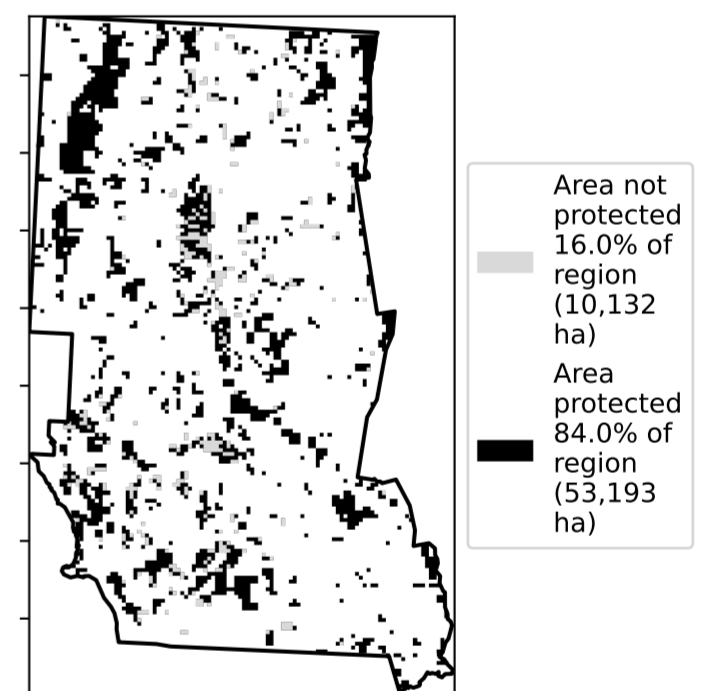 Area not
protected
16.0% of
region
(10,132
ha)
Area
protected
84.0% of
region
(53,193
ha)